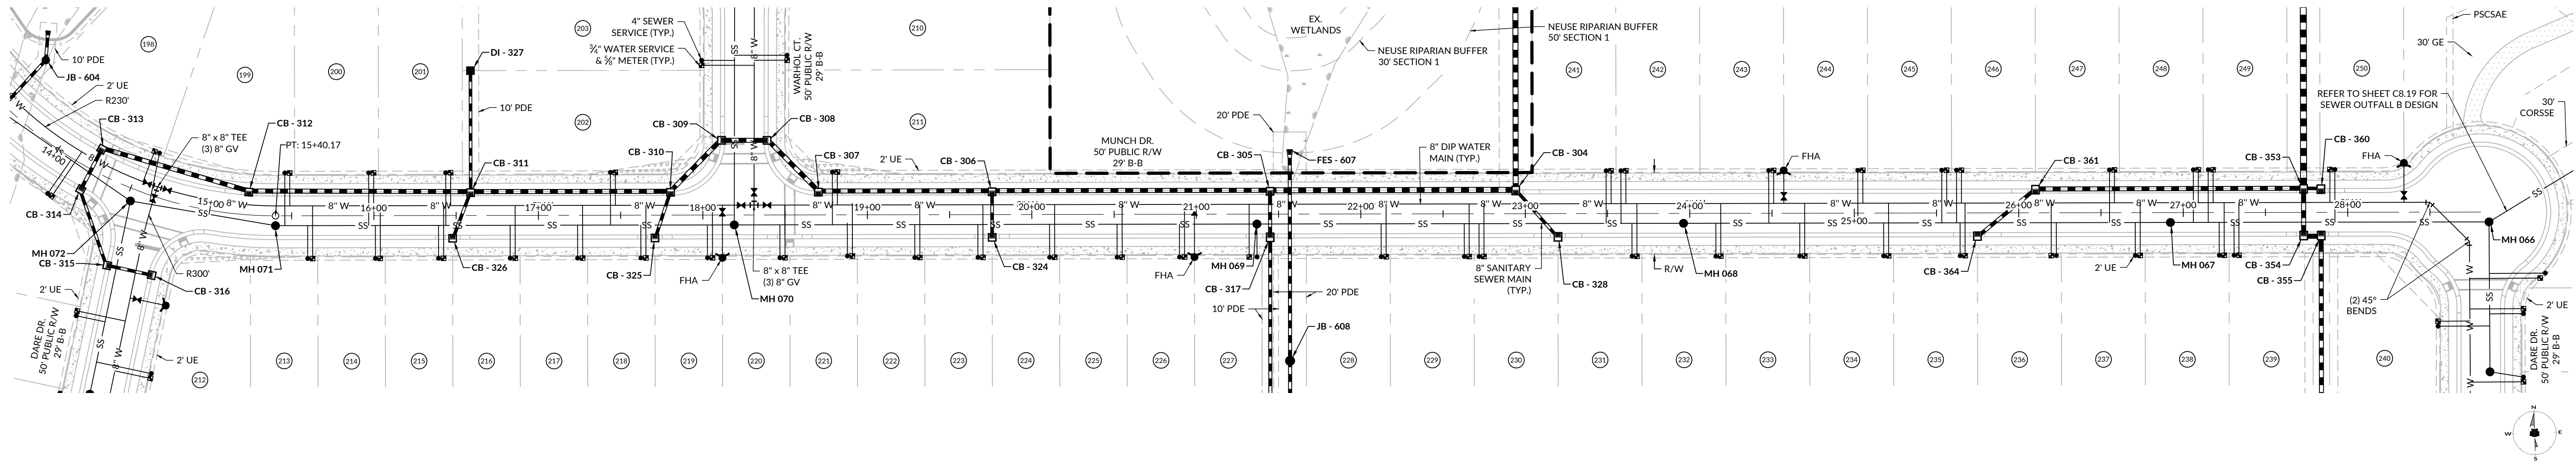 198
10' PDE
JB - 604
2' UE
R230'
CB - 313
199
200
201
203
202
210
211
DI - 327
10' PDE
4" SEWER
SERVICE (TYP.)
¾" WATER SERVICE
& ⅝" METER (TYP.)
WARHOL CT.
50' PUBLIC R/W
29' B-B
EX.
WETLANDS
NEUSE RIPARIAN BUFFER
30' SECTION 1
NEUSE RIPARIAN BUFFER
50' SECTION 1
241
242
243
244
245
246
247
248
249
250
PSCSAE
30' GE
REFER TO SHEET C8.19 FOR
SEWER OUTFALL B DESIGN
30'
CORSSE
8" x 8" TEE
(3) 8" GV
CB - 312
PT: 15+40.17
CB - 311
CB - 310
CB - 309
CB - 308
CB - 307
2' UE
CB - 306
MUNCH DR.
50' PUBLIC R/W
29' B-B
20' PDE
CB - 305
FES - 607
8" DIP WATER
MAIN (TYP.)
CB - 304
FHA
CB - 361
CB - 353
CB - 360
FHA
14+00
15+00
16+00
17+00
18+00
19+00
20+00
21+00
22+00
23+00
24+00
25+00
26+00
27+00
28+00
8" W
SS
CB - 314
MH 072
CB - 315
CB - 316
R300'
MH 071
CB - 326
CB - 325
FHA
MH 070
8" x 8" TEE
(3) 8" GV
CB - 324
FHA
MH 069
CB - 317
20' PDE
10' PDE
JB - 608
8" SANITARY
SEWER MAIN
(TYP.)
CB - 328
R/W
MH 068
CB - 364
2' UE
MH 067
CB - 354
CB - 355
(2) 45°
BENDS
MH 066
2' UE
DARE DR.
50' PUBLIC R/W
29' B-B
2' UE
DARE DR.
50' PUBLIC R/W
29' B-B
2' UE
212
213
214
215
216
217
218
219
220
221
222
223
224
225
226
227
228
229
230
231
232
233
234
235
236
237
238
239
240
N
W
E
S